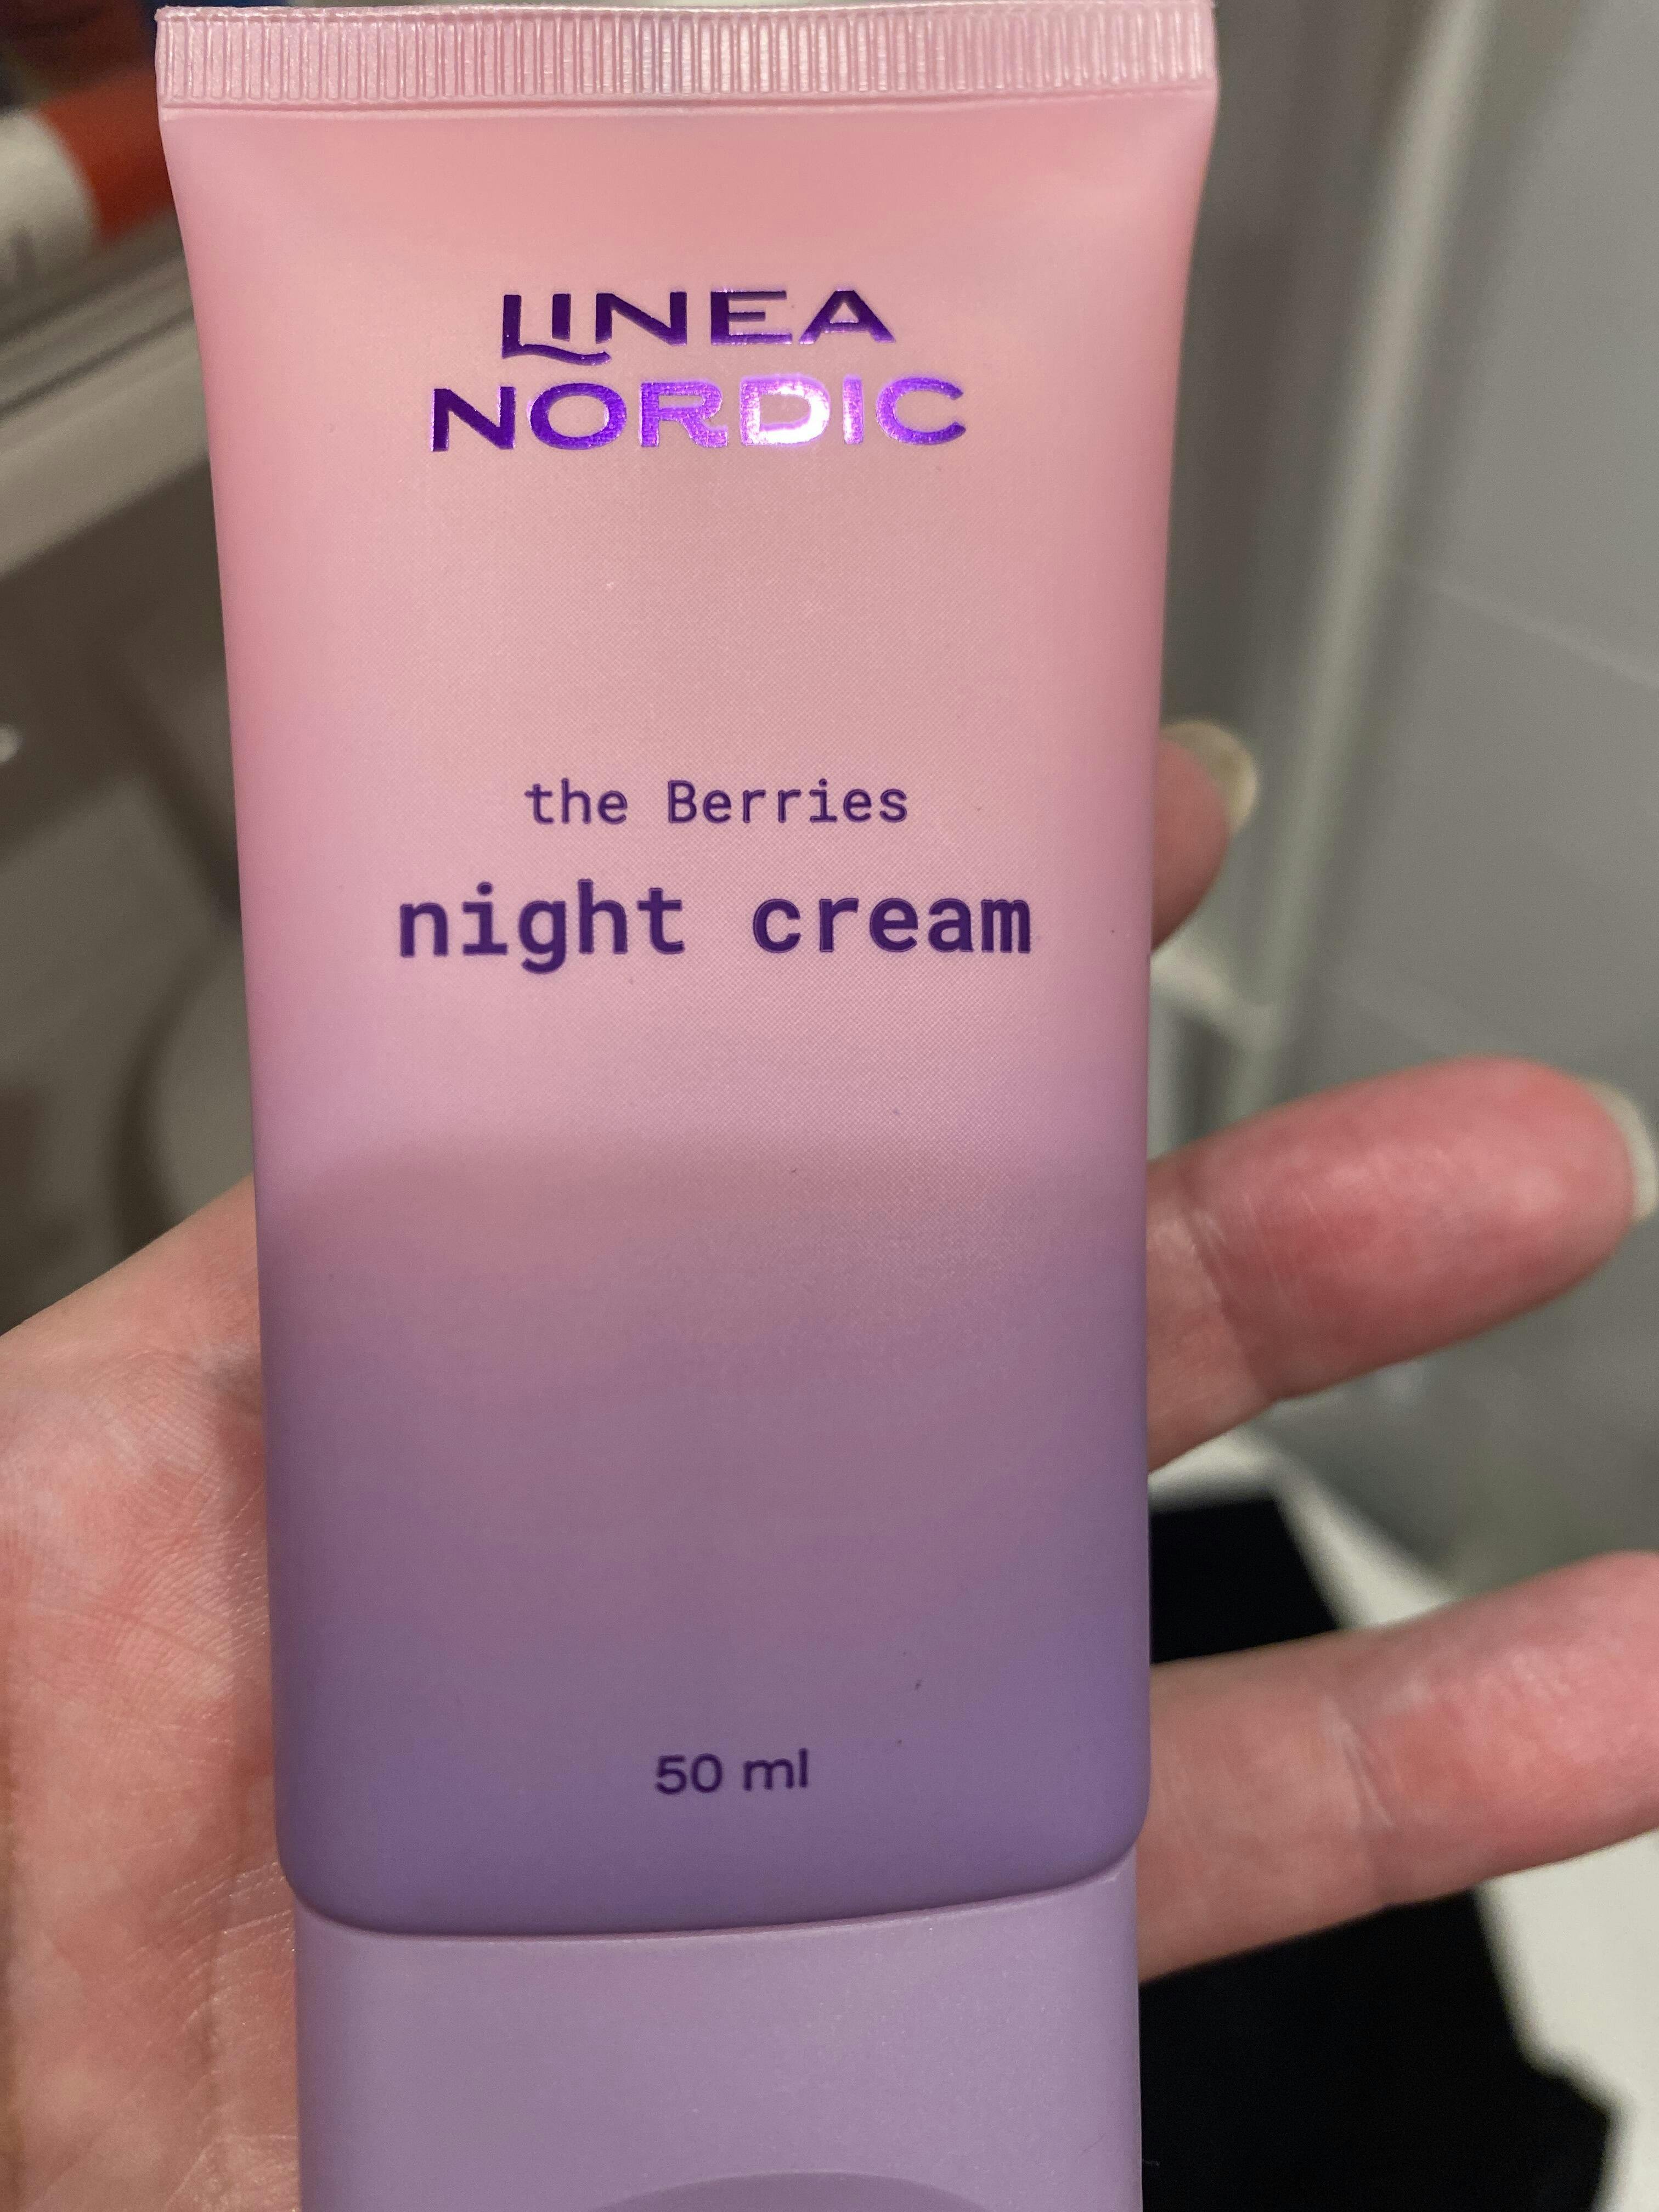 LINEA
NORDIC
the Berries
night cream
50 ml